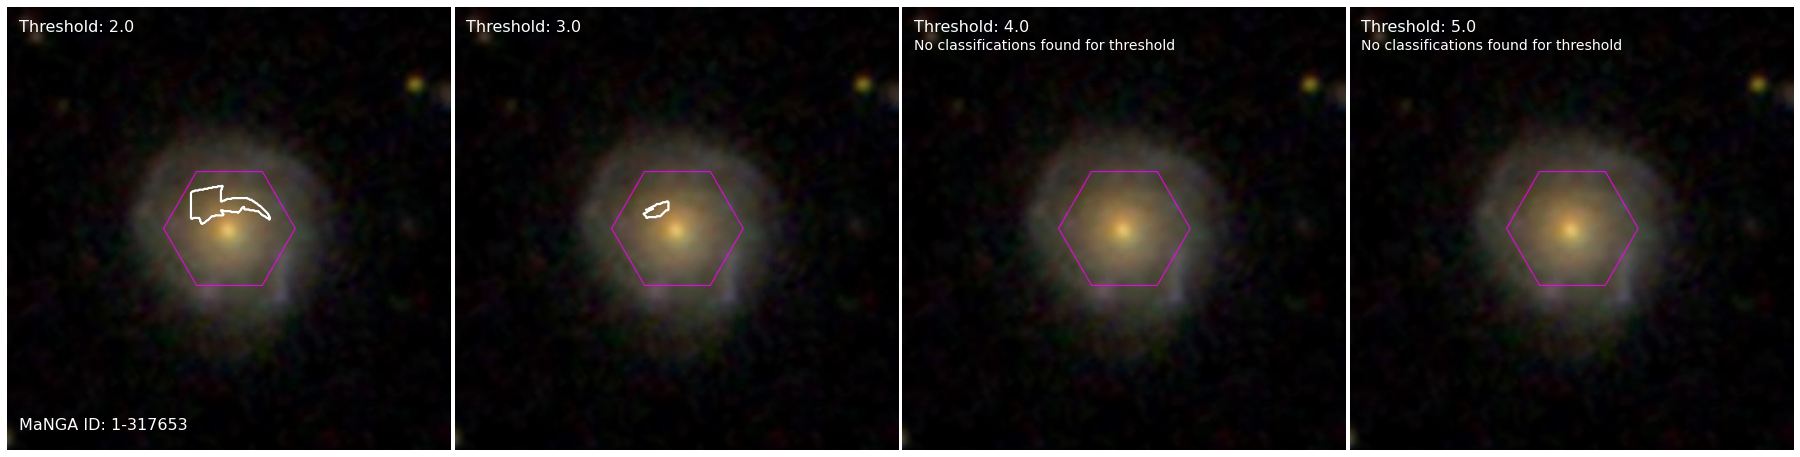 Threshold: 2.0
MaNGA ID: 1-317653
Threshold: 3.0
Threshold: 4.0
No classifications found for threshold
Threshold: 5.0
No classifications found for threshold